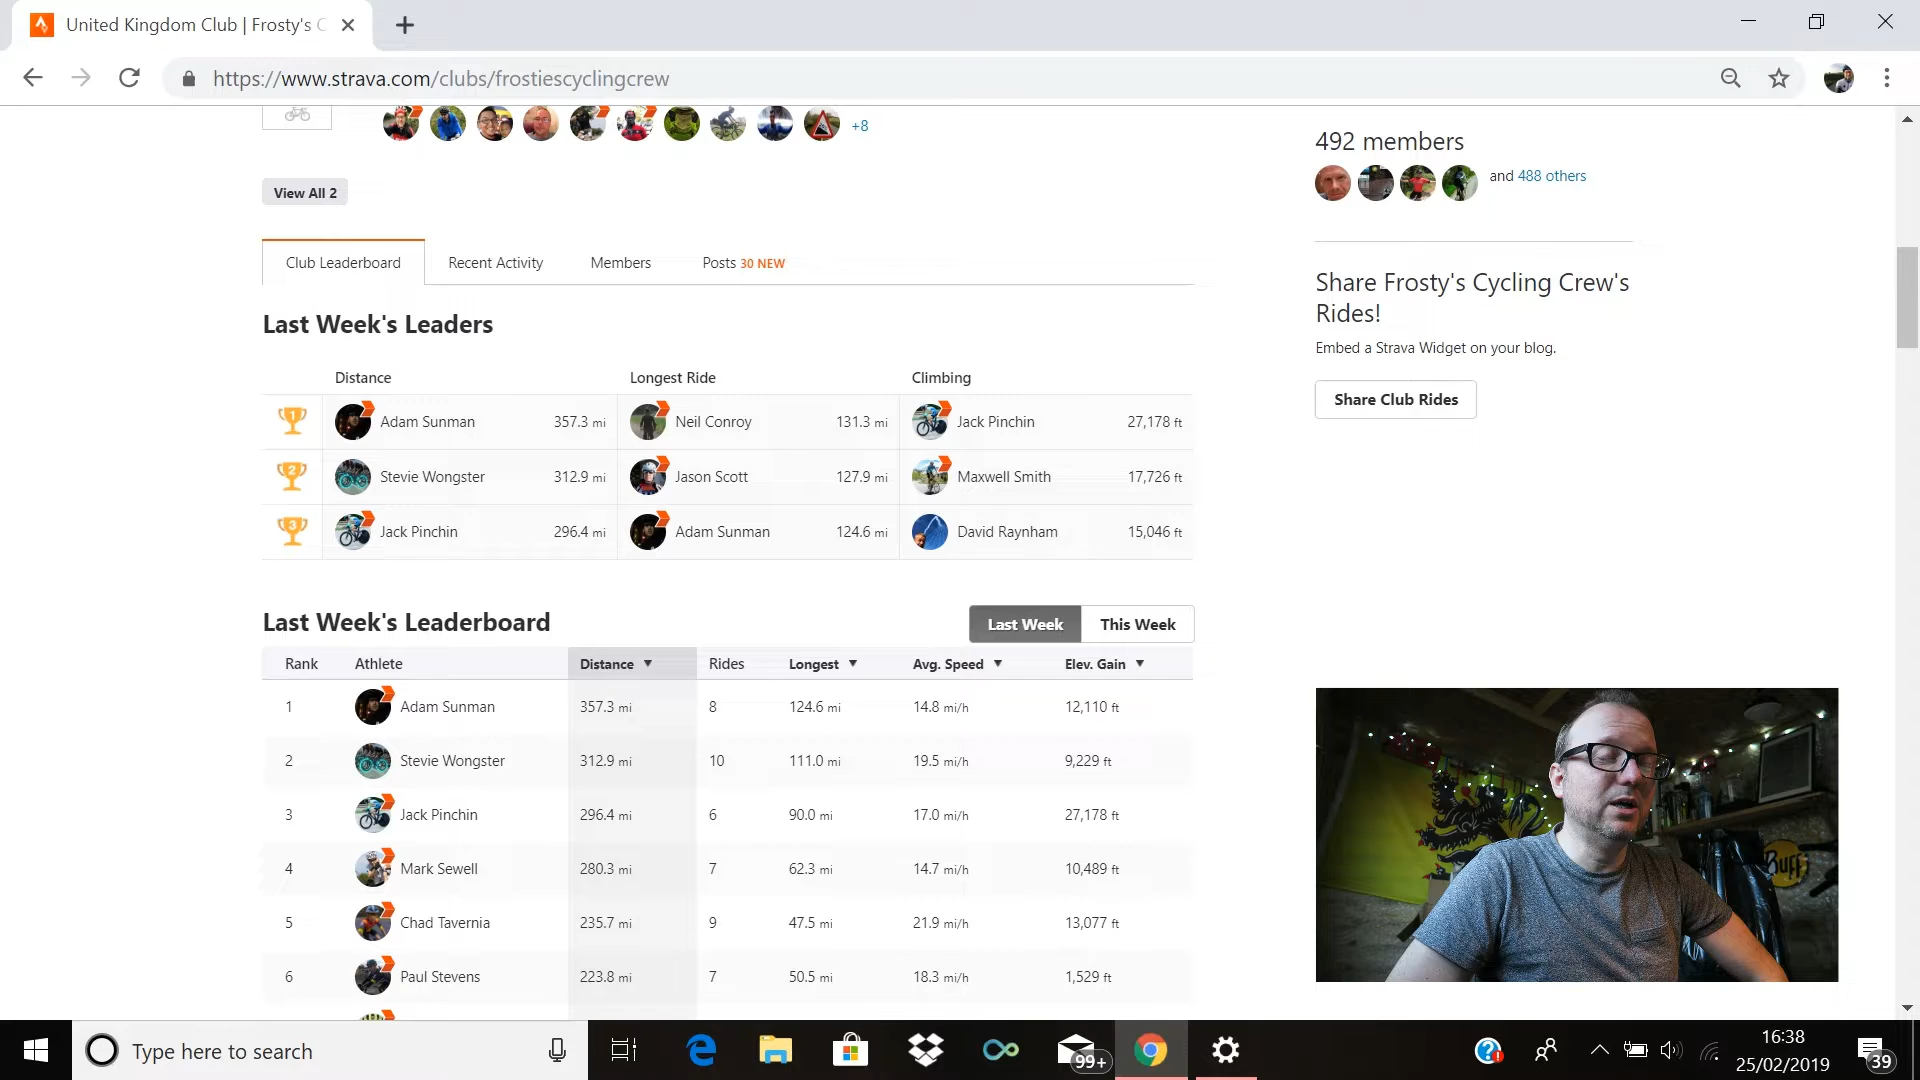 United Kingdom Club | Frosty's C
https://www.strava.com/clubs/frostiescyclingcrew
+8
492 members
and 488 others
View All 2
Club Leaderboard Recent Activity Members Posts 30 NEW
Share Frosty's Cycling Crew's
Rides!
Embed a Strava Widget on your blog.
Share Club Rides
Last Week's Leaders
Distance Longest Ride Climbing
1 Adam Sunman 357.3 mi Neil Conroy 131.3 mi Jack Pinchin 27,178 ft
2 Stevie Wongster 312.9 mi Jason Scott 127.9 mi Maxwell Smith 17,726 ft
3 Jack Pinchin 296.4 mi Adam Sunman 124.6 mi David Raynham 15,046 ft
Last Week's Leaderboard Last Week This Week
Rank Athlete Distance Rides Longest Avg. Speed Elev. Gain
1 Adam Sunman 357.3 mi 8 124.6 mi 14.8 mi/h 12,110 ft
2 Stevie Wongster 312.9 mi 10 111.0 mi 19.5 mi/h 9,229 ft
3 Jack Pinchin 296.4 mi 6 90.0 mi 17.0 mi/h 27,178 ft
4 Mark Sewell 280.3 mi 7 62.3 mi 14.7 mi/h 10,489 ft
5 Chad Tavernia 235.7 mi 9 47.5 mi 21.9 mi/h 13,077 ft
6 Paul Stevens 223.8 mi 7 50.5 mi 18.3 mi/h 1,529 ft
Buff
Type here to search
99+
16:38
25/02/2019
39